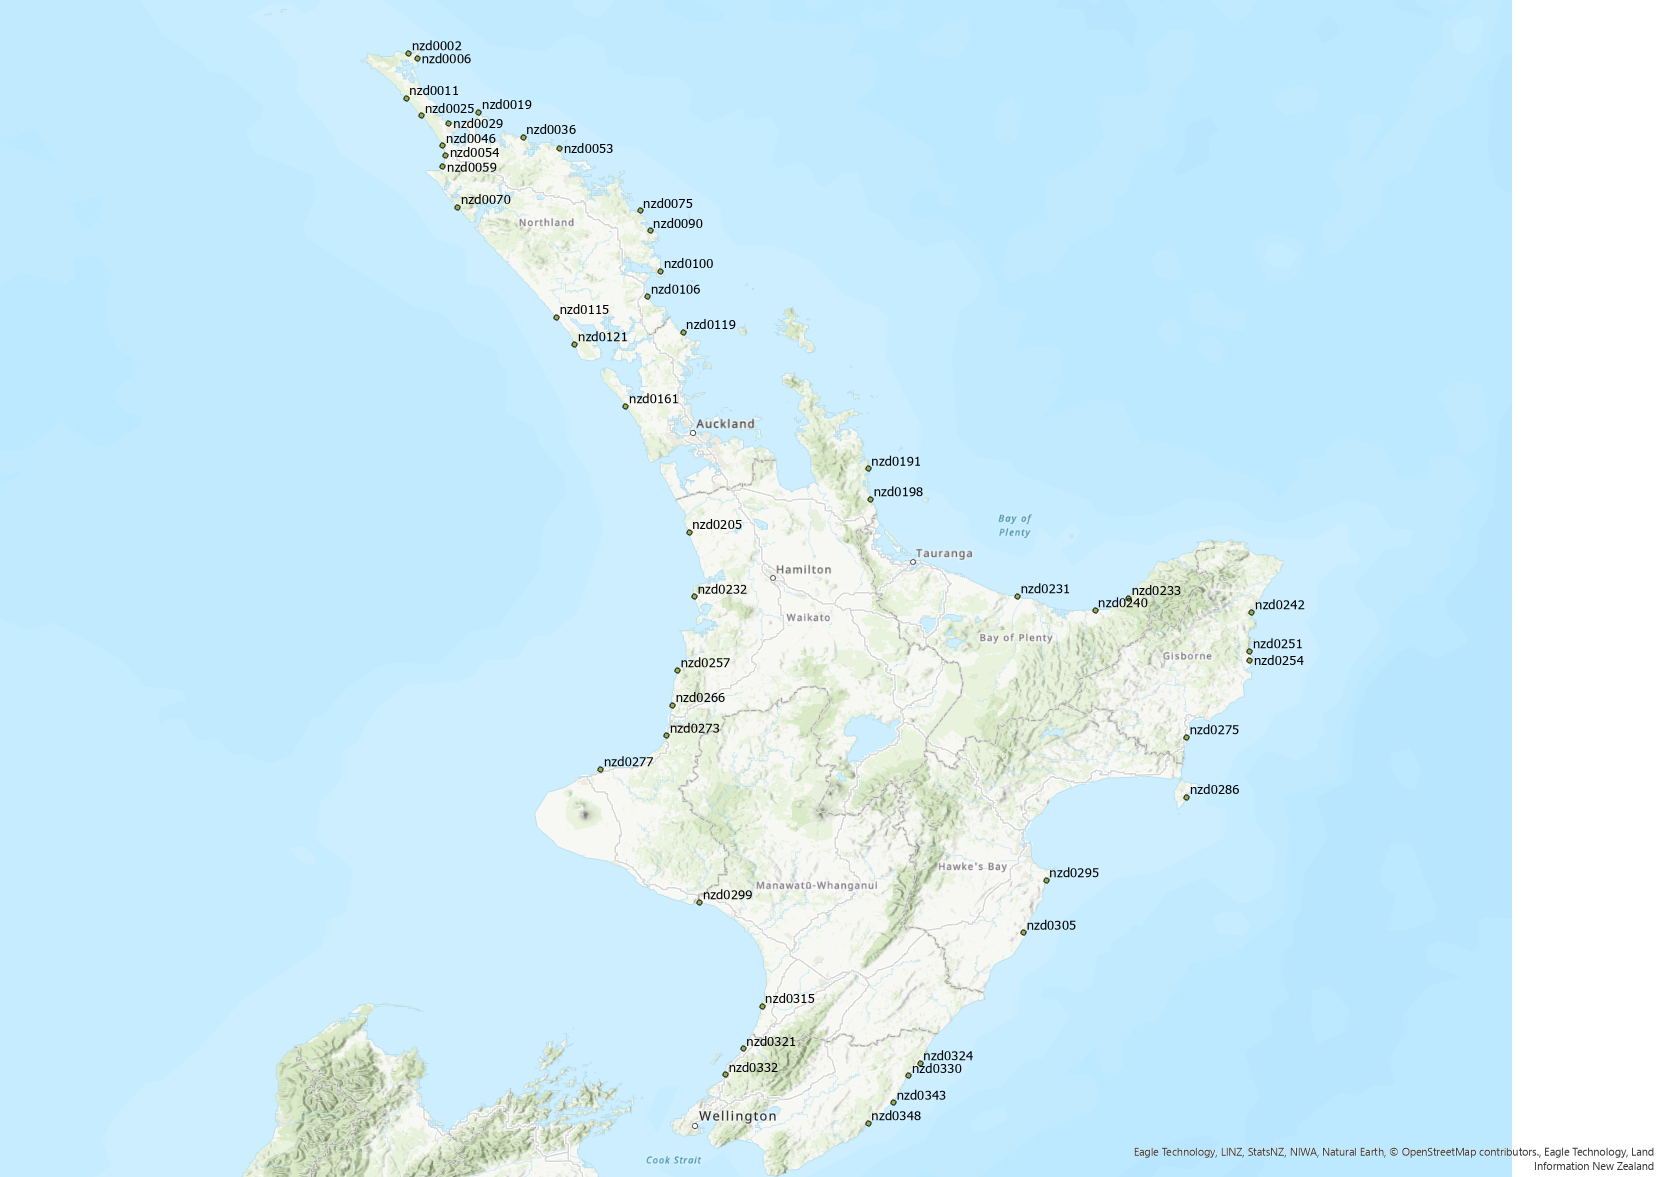 nzd0002
nzd0006
nzd0011
nzd0019
nzd0025
nzd0029
nzd0036
nzd0046
nzd0053
nzd0054
nzd0059
nzd0070
nzd0075
Northland
nzd0090
nzd0100
nzd0106
nzd0115
nzd0119
nzd0121
nzd0161
Auckland
nzd0191
nzd0198
Bay of
Plenty
nzd0205
Tauranga
Hamilton
nzd0232
nzd0231
nzd0233
nzd0240
nzd0242
Waikato
Bay of Plenty
nzd0251
Gisborne
nzd0254
nzd0257
nzd0266
nzd0273
nzd0275
nzd0277
nzd0286
Hawke's Bay
nzd0295
Manawatū-Whanganui
nzd0299
nzd0305
nzd0315
nzd0321
nzd0324
nzd0332
nzd0330
nzd0343
Wellington
nzd0348
Cook Strait
Eagle Technology, LINZ, StatsNZ, NIWA, Natural Earth, © OpenStreetMap contributors., Eagle Technology, Land
Information New Zealand